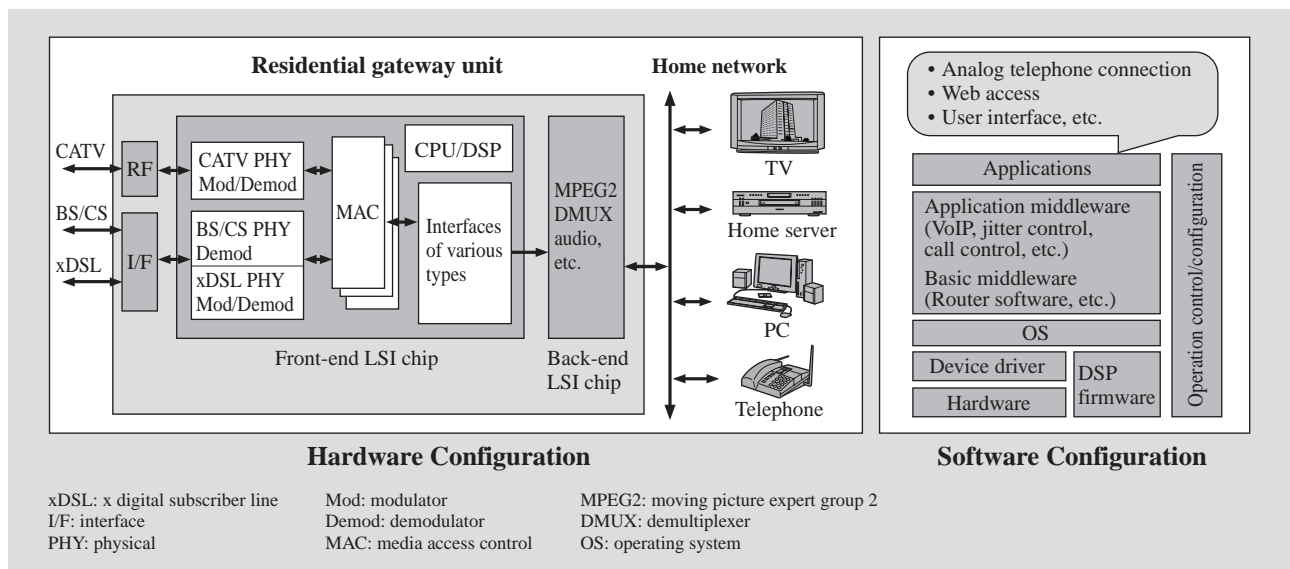 Residential gateway unit
Home network
CATV
BS/CS
xDSL
RF
I/F
CATV PHY
Mod/Demod
BS/CS PHY
Demod
xDSL PHY
Mod/Demod
MAC
CPU/DSP
Interfaces
of various
types
MPEG2
DMUX
audio,
etc.
Front-end LSI chip
Back-end
LSI chip
TV
Home server
PC
Telephone
Hardware Configuration
• Analog telephone connection
• Web access
• User interface, etc.
Applications
Application middleware
(VoIP, jitter control,
call control, etc.)
Basic middleware
(Router software, etc.)
OS
Device driver
Hardware
DSP
firmware
Operation control/configuration
Software Configuration
xDSL: x digital subscriber line
I/F: interface
PHY: physical
Mod: modulator
Demod: demodulator
MAC: media access control
MPEG2: moving picture expert group 2
DMUX: demultiplexer
OS: operating system